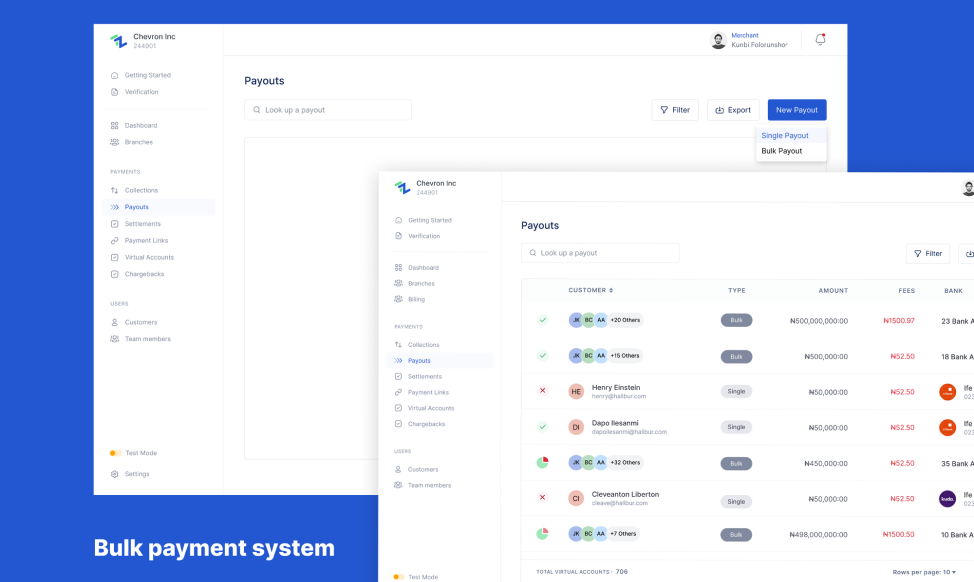 Chevron Inc
244901
Merchant
Kunbi Folorunsho
Getting Started
Verification
Dashboard
Branches
PAYMENTS
Collections
Payouts
Settlements
Payment Links
Virtual Accounts
Chargebacks
USERS
Customers
Team members
Test Mode
Settings
Payouts
Look up a payout
Filter
Export
New Payout
Single Payout
Bulk Payout
Chevron Inc
244901
Getting Started
Verification
Dashboard
Branches
Billing
PAYMENTS
Collections
Payouts
Settlements
Payment Links
Virtual Accounts
Chargebacks
USERS
Customers
Team members
Test Mode
Payouts
Look up a payout
Filter
CUSTOMER TYPE AMOUNT FEES BANK
JK BC AA +20 Others Bulk ₦500,000,000:00 ₦1500.97 23 Bank A
JK BC AA +15 Others Bulk ₦500,000:00 ₦52.50 18 Bank A
HE Henry Einstein Single ₦50,000:00 ₦52.50 Ife
henry@halibur.com 023
DI Dapo Ilesanmi Single ₦50,000:00 ₦52.50 Ife
dapoilesanmi@halibur.com 023
JK BC AA +32 Others Bulk ₦450,000:00 ₦52.50 35 Bank A
CI Cleveanton Liberton Single ₦50,000:00 ₦52.50 kuda. Ife
cleave@halibur.com 023
JK BC AA +7 Others Bulk ₦498,000,000:00 ₦1500.50 10 Bank A
TOTAL VIRTUAL ACCOUNTS : 706 Rows per page: 10
Bulk payment system